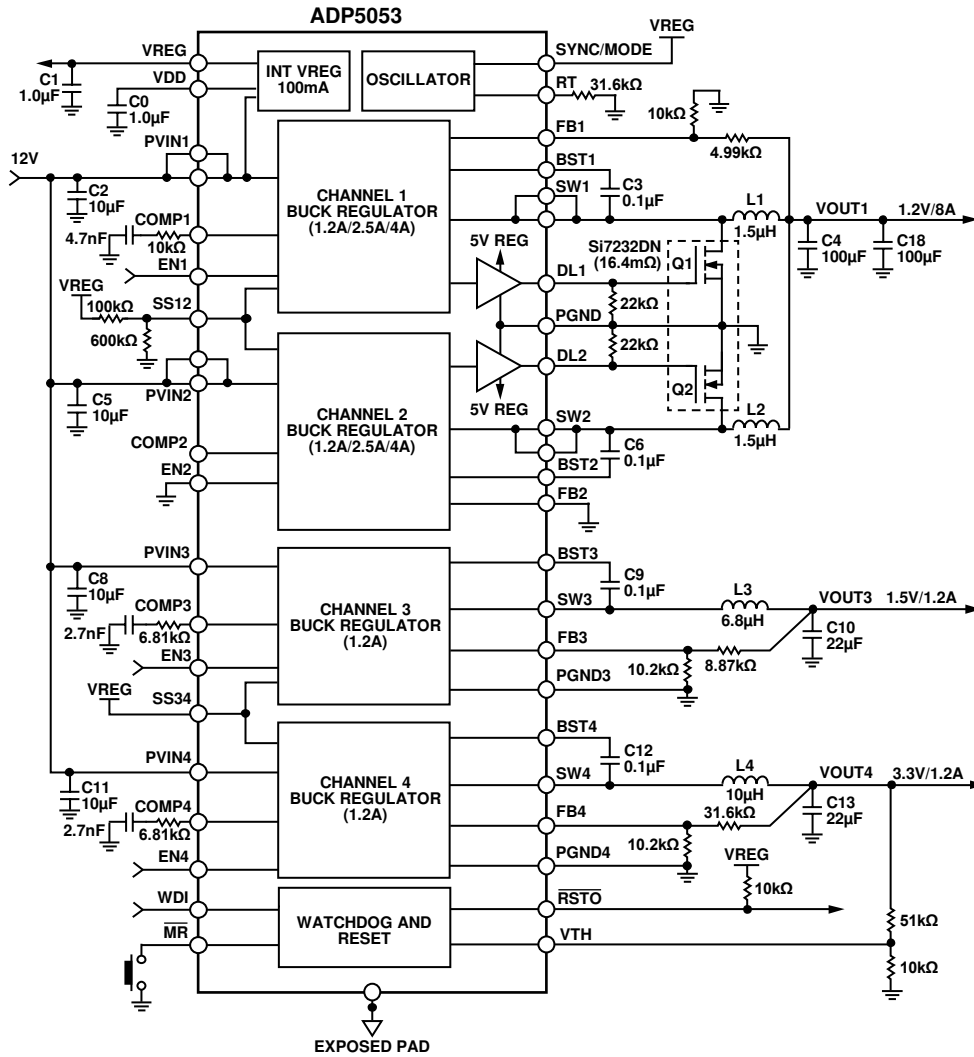 ADP5053
VREG
VREG
SYNC/MODE
C1
1.0µF
VDD
C0
1.0µF
INT VREG
100mA
OSCILLATOR
RT
31.6kΩ
10kΩ
FB1
4.99kΩ
PVIN1
12V
C2
10µF
BST1
C3
0.1µF
SW1
CHANNEL 1
BUCK REGULATOR
(1.2A/2.5A/4A)
L1
1.5µH
VOUT1
1.2V/8A
C4
100µF
C18
100µF
COMP1
4.7nF
10kΩ
EN1
5V REG
Si7232DN
(16.4mΩ)
Q1
DL1
VREG
100kΩ
SS12
600kΩ
22kΩ
PGND
22kΩ
DL2
Q2
5V REG
PVIN2
C5
10µF
CHANNEL 2
BUCK REGULATOR
(1.2A/2.5A/4A)
SW2
L2
1.5µH
C6
0.1µF
COMP2
BST2
EN2
FB2
PVIN3
C8
10µF
BST3
C9
0.1µF
SW3
L3
6.8µH
VOUT3
1.5V/1.2A
C10
22µF
COMP3
2.7nF
6.81kΩ
CHANNEL 3
BUCK REGULATOR
(1.2A)
FB3
10.2kΩ
8.87kΩ
EN3
PGND3
VREG
SS34
BST4
C12
0.1µF
PVIN4
C11
10µF
CHANNEL 4
BUCK REGULATOR
(1.2A)
SW4
L4
10µH
VOUT4
3.3V/1.2A
C13
22µF
COMP4
2.7nF
6.81kΩ
31.6kΩ
FB4
10.2kΩ
PGND4
EN4
VREG
10kΩ
WDI
RSTO
WATCHDOG AND
RESET
51kΩ
MR
VTH
10kΩ
EXPOSED PAD